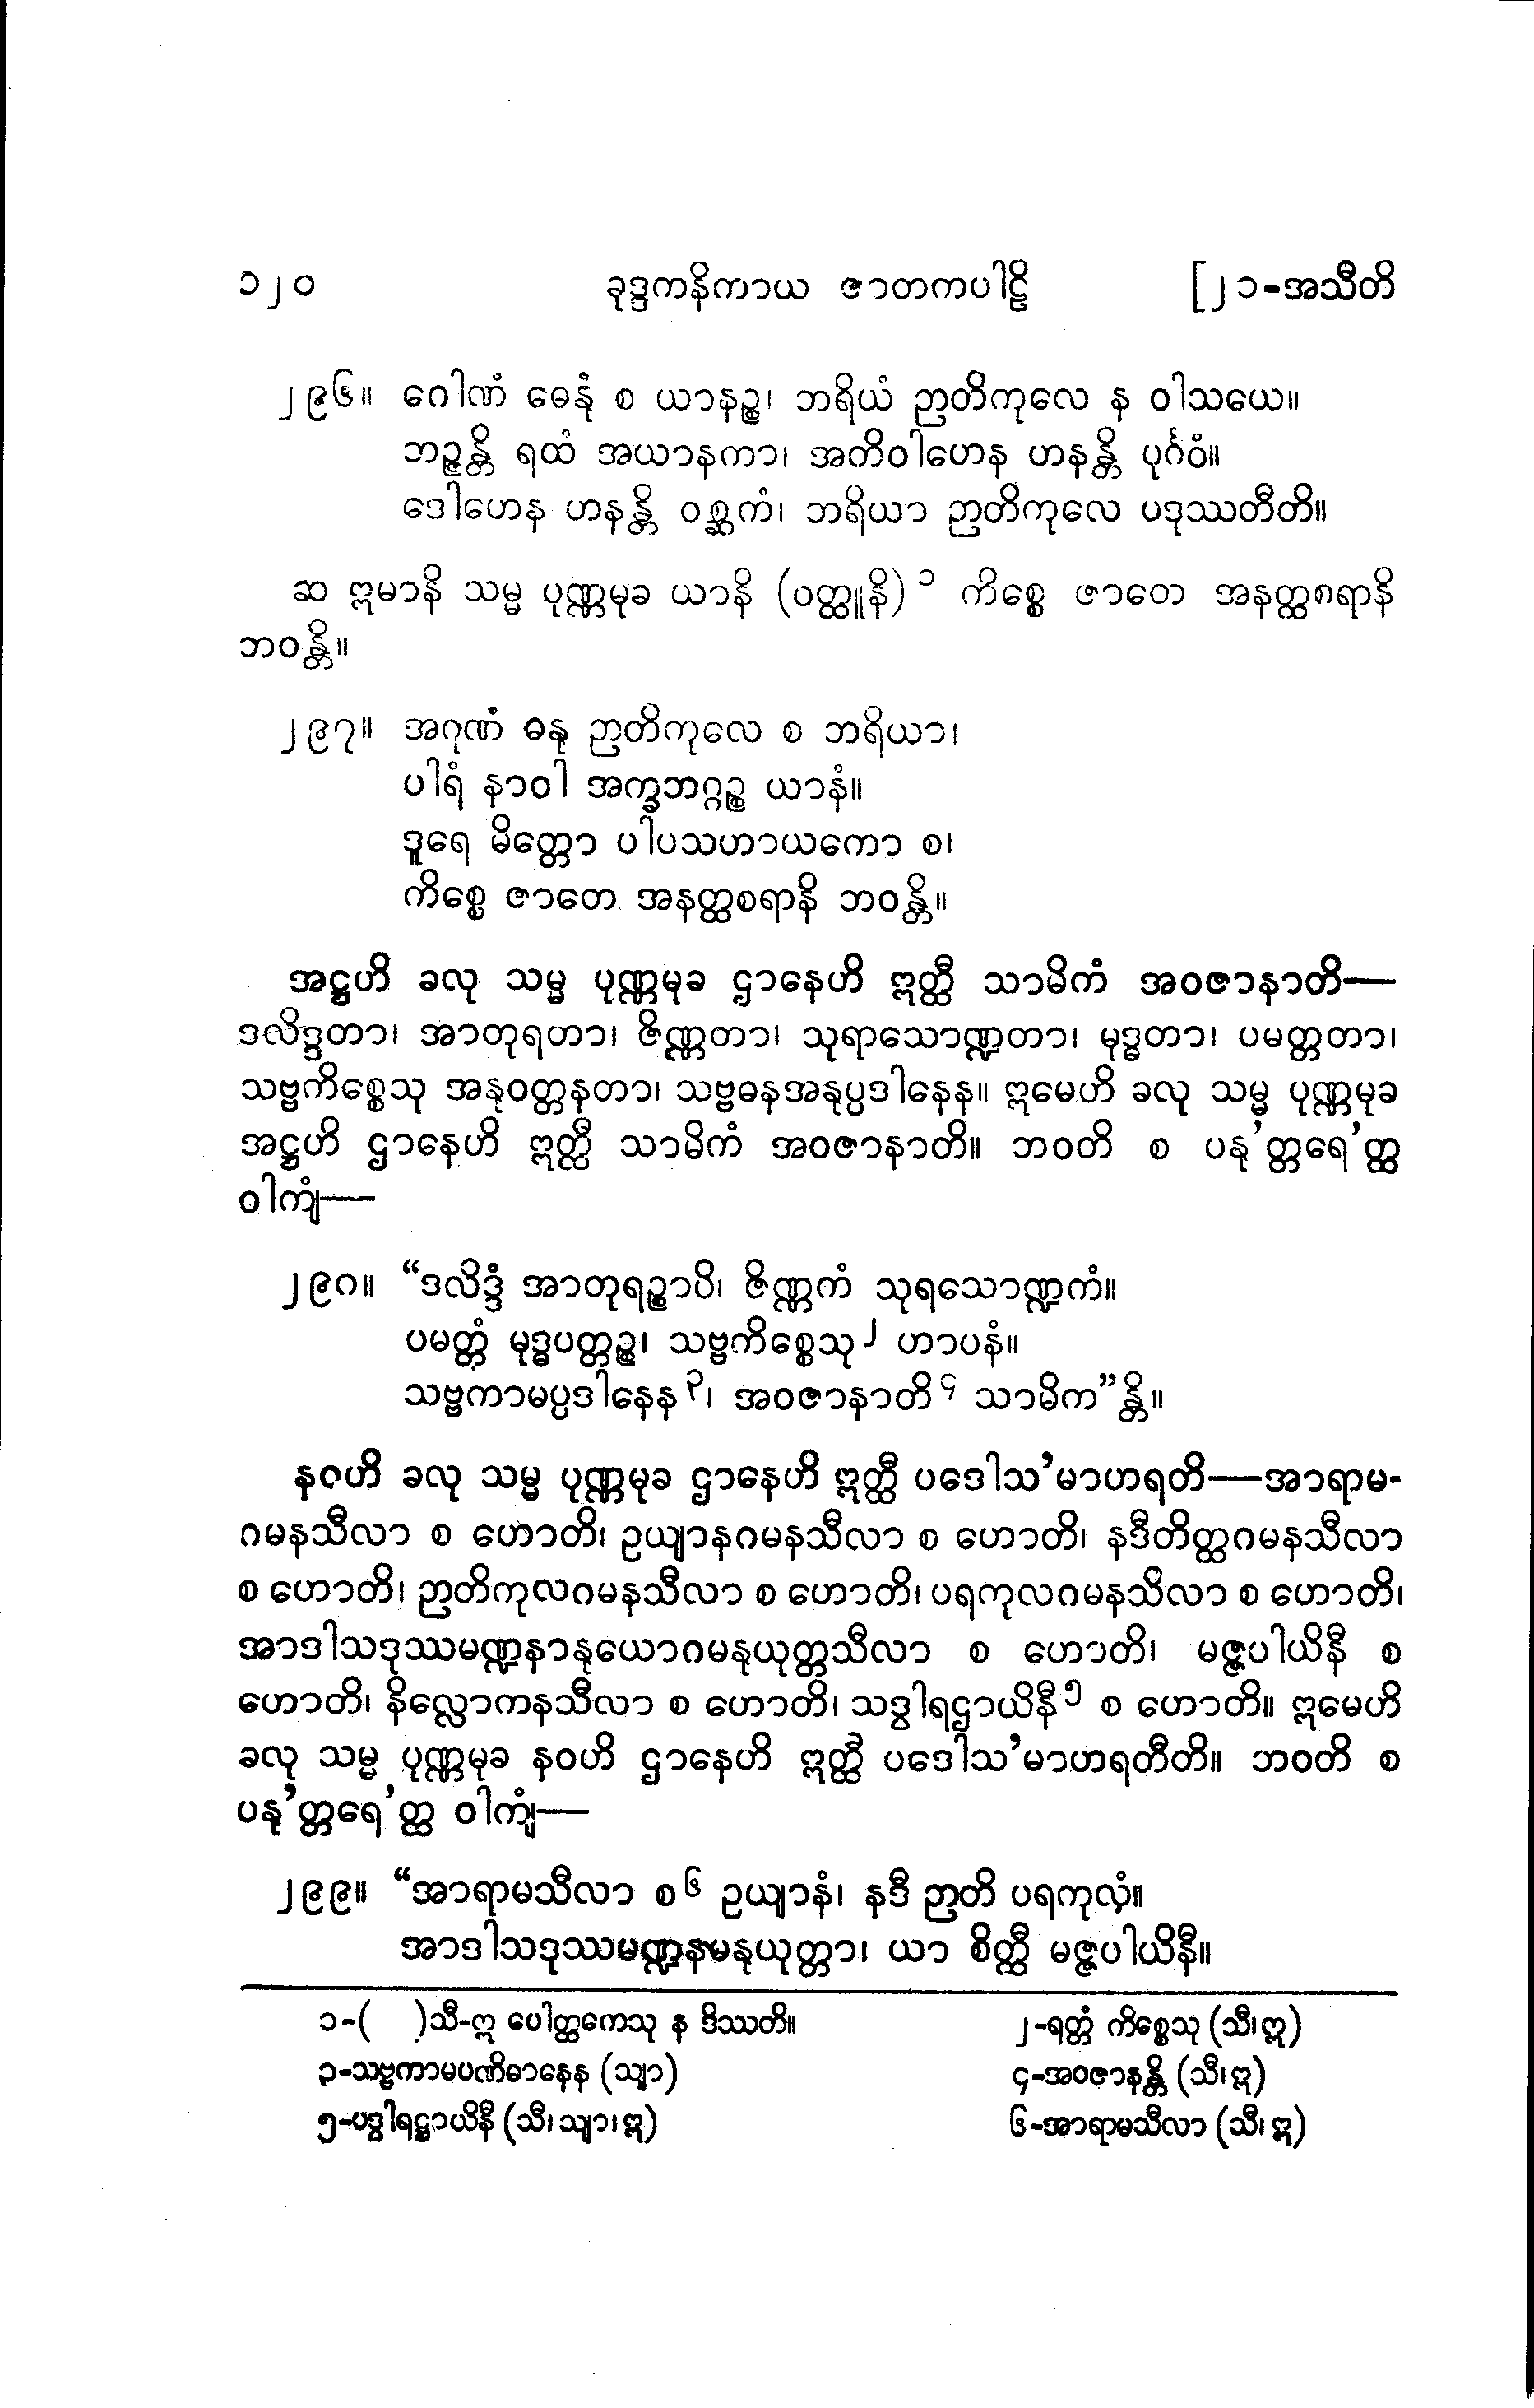 ၁၂၀ ခုဒ္ဒကနိကာယ ဇာတကပါဠိ [၂၁-အသီတိ
၂၉၆။ ဂေါဏံ ဓေနုံ စ ယာနဉ္စ၊ ဘရိယံ ဉာတိကုလေ န ဝါသယေ။
ဘဉ္ဇန္တိ ရထံ အယာနကာ၊ အတိဝါဟေန ဟနန္တိ ပုင်္ဂဝံ။
ဒေါဟေန ဟနန္တိ ဝစ္ဆကံ၊ ဘရိယာ ဉာတိကုလေ ပဒုဿတီတိ။
ဆ ဣမာနိ သမ္မ ပုဏ္ဏမုခ ယာနိ (ဝတ္ထူနိ)၁ ကိစ္စေ ဇာတေ အနတ္ထစရာနိ
ဘဝန္တိ။
၂၉၇။ အဂုဏံ ဓနု ဉာတိကုလေ စ ဘရိယာ၊
ပါရံ နာဝါ အက္ခဘဂ္ဂဉ္စ ယာနံ။
ဒူရေ မိတ္တော ပါပသဟာယကော စ၊
ကိစ္စေ ဇာတေ အနတ္ထစရာနိ ဘဝန္တိ။
အဋ္ဌဟိ ခလု သမ္မ ပုဏ္ဏမုခ ဌာနေဟိ ဣတ္ထီ သာမိကံ အဝဇာနာတိ—
ဒလိဒ္ဒတာ၊ အာတုရတာ၊ ဇိဏ္ဏတာ၊ သုရာသောဏ္ဍတာ၊ မုဒ္ဓတာ၊ ပမတ္တတာ၊
သဗ္ဗကိစ္စေသု အနုဝတ္တနတာ၊ သဗ္ဗဓနအနုပ္ပဒါနေန။ ဣမေဟိ ခလု သမ္မ ပုဏ္ဏမုခ
အဋ္ဌဟိ ဌာနေဟိ ဣတ္ထီ သာမိကံ အဝဇာနာတိ။ ဘဝတိ စ ပနု’တ္တရေ’တ္ထ
ဝါကျံ—
၂၉၈။ “ဒလိဒ္ဒံ အာတုရဉ္စာပိ၊ ဇိဏ္ဏကံ သုရသောဏ္ဍကံ။
ပမတ္တံ မုဒ္ဓပတ္တဉ္စ၊ သဗ္ဗကိစ္စေသု၂ ဟာပနံ။
သဗ္ဗကာမပ္ပဒါနေန၃၊ အဝဇာနာတိ၄ သာမိက”န္တိ။
နဝဟိ ခလု သမ္မ ပုဏ္ဏမုခ ဌာနေဟိ ဣတ္ထီ ပဒေါသ’မာဟရတိ—အာရာမ-
ဂမနသီလာ စ ဟောတိ၊ ဥယျာနဂမနသီလာ စ ဟောတိ၊ နဒီတိတ္ထဂမနသီလာ
စ ဟောတိ၊ ဉာတိကုလဂမနသီလာ စ ဟောတိ၊ ပရကုလဂမနသီလာ စ ဟောတိ၊
အာဒါသဒုဿမဏ္ဍနာနုယောဂမနုယုတ္တသီလာ စ ဟောတိ၊ မဇ္ဇပါယိနီ စ
ဟောတိ၊ နိလ္လောကနသီလာ စ ဟောတိ၊ သဒွါရဌာယိနီ၅ စ ဟောတိ။ ဣမေဟိ
ခလု သမ္မ ပုဏ္ဏမုခ နဝဟိ ဌာနေဟိ ဣတ္ထီ ပဒေါသ’မာဟရတီတိ။ ဘဝတိ စ
ပနု’တ္တရေ’တ္ထ ဝါကျံ—
၂၉၉။ “အာရာမသီလာ စ၆ ဥယျာနံ၊ နဒီ ဉာတိ ပရကုလံ။
အာဒါသဒုဿမဏ္ဍနမနုယုတ္တာ၊ ယာ စိတ္ထီ မဇ္ဇပါယိနီ။
၁-( )သီ-ဣ ပေါတ္ထကေသု န ဒိဿတိ။ ၂-ရတ္တံ ကိစ္စေသု (သီ၊ ဣ)
၃-သဗ္ဗကာမပဏိဓာနေန (သျာ) ၄-အဝဇာနန္တိ (သီ၊ ဣ)
၅-ပဒွါရဋ္ဌာယိနီ (သီ၊ သျာ၊ ဣ) ၆-အာရာမသီလာ (သီ၊ ဣ)